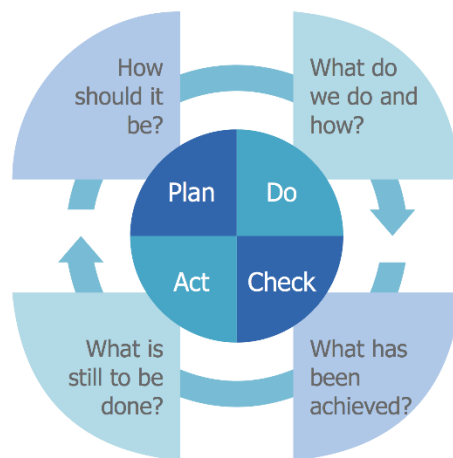 How
should it
be?
What do
we do and
how?
Plan
Do
Act
Check
What is
still to be
done?
What has
been
achieved?